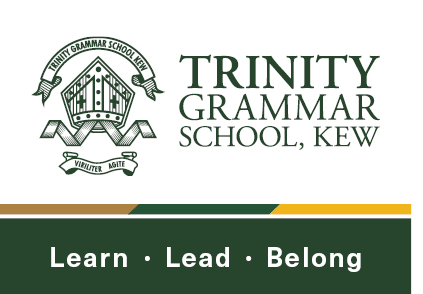 TRINITY GRAMMAR SCHOOL KEW
VIRILITER AGITE
TRINITY
GRAMMAR
SCHOOL, KEW
Learn · Lead · Belong